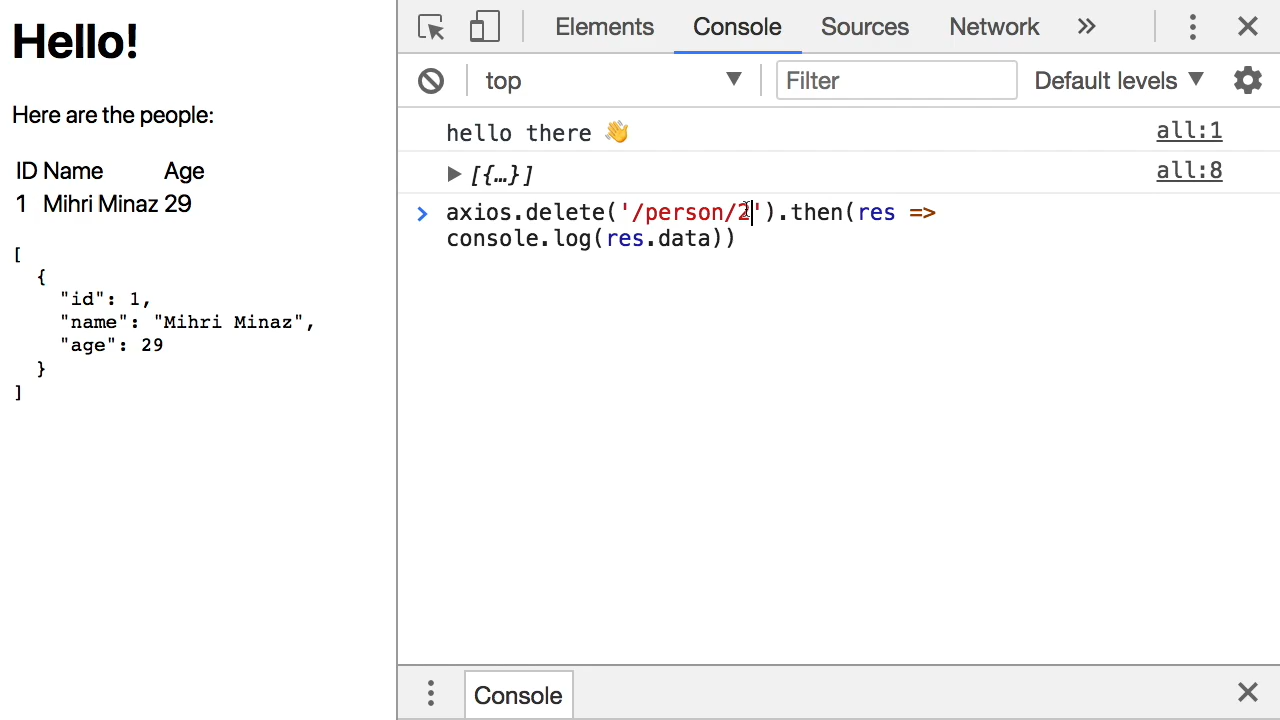 Hello!
Here are the people:
ID Name Age
1 Mihri Minaz 29
[
  {
    "id": 1,
    "name": "Mihri Minaz",
    "age": 29
  }
]
Elements Console Sources Network »
top ▼ Filter Default levels ▼
hello there 👋 all:1
▶ [{…}] all:8
> axios.delete('/person/2').then(res =>
console.log(res.data))
Console